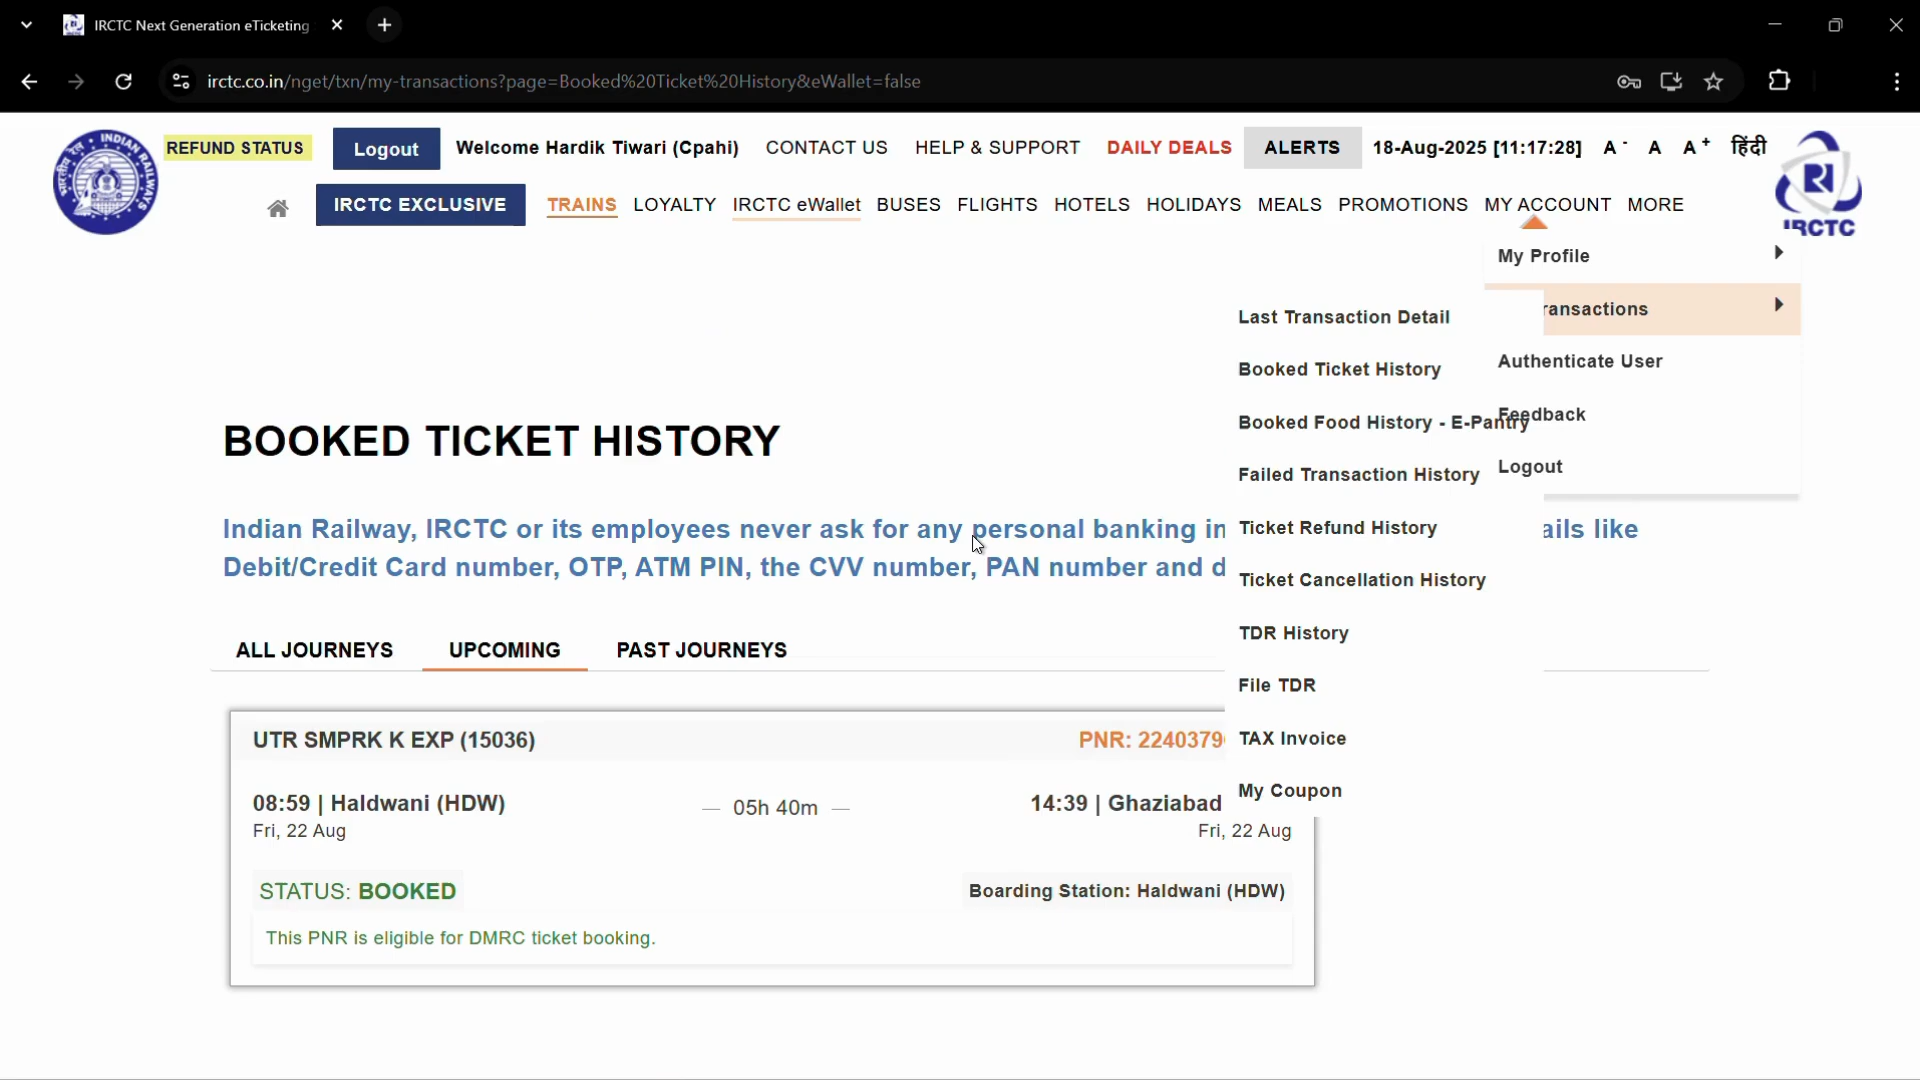 IRCTC Next Generation eTicketing
irctc.co.in/nget/txn/my-transactions?page=Booked%20Ticket%20History&eWallet=false
REFUND STATUS
Logout
Welcome Hardik Tiwari (Cpahi)
CONTACT US
HELP & SUPPORT
DAILY DEALS
ALERTS
18-Aug-2025 [11:17:28]
A-
A
A+
हिंदी
INDIAN RAILWAYS
भारतीय रेल
IRCTC EXCLUSIVE
TRAINS
LOYALTY
IRCTC eWallet
BUSES
FLIGHTS
HOTELS
HOLIDAYS
MEALS
PROMOTIONS
MY ACCOUNT
MORE
IRCTC
My Profile
ransactions
Authenticate User
Feedback
Logout
Last Transaction Detail
Booked Ticket History
Booked Food History - E-Pantry
Failed Transaction History
Ticket Refund History
Ticket Cancellation History
TDR History
File TDR
TAX Invoice
My Coupon
BOOKED TICKET HISTORY
Indian Railway, IRCTC or its employees never ask for any personal banking in ails like
Debit/Credit Card number, OTP, ATM PIN, the CVV number, PAN number and d
ALL JOURNEYS
UPCOMING
PAST JOURNEYS
UTR SMPRK K EXP (15036)
PNR: 2240379
08:59 | Haldwani (HDW)
05h 40m
14:39 | Ghaziabad
Fri, 22 Aug
Fri, 22 Aug
STATUS: BOOKED
Boarding Station: Haldwani (HDW)
This PNR is eligible for DMRC ticket booking.